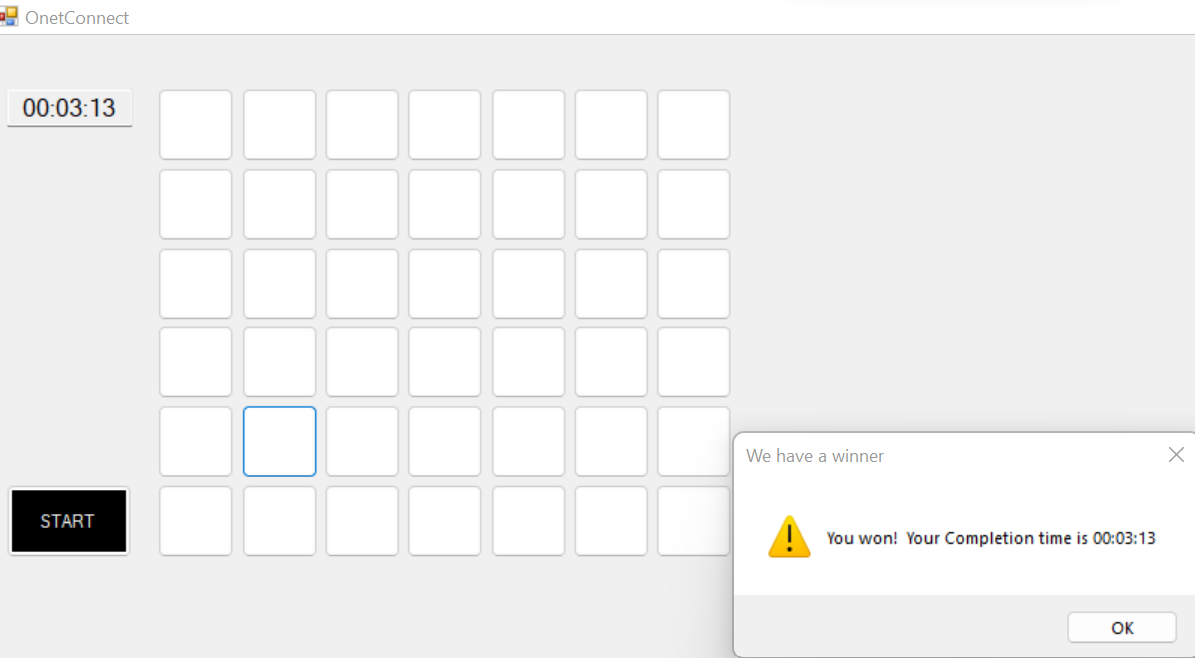 OnetConnect
00:03:13
START
We have a winner
You won!  Your Completion time is 00:03:13
OK